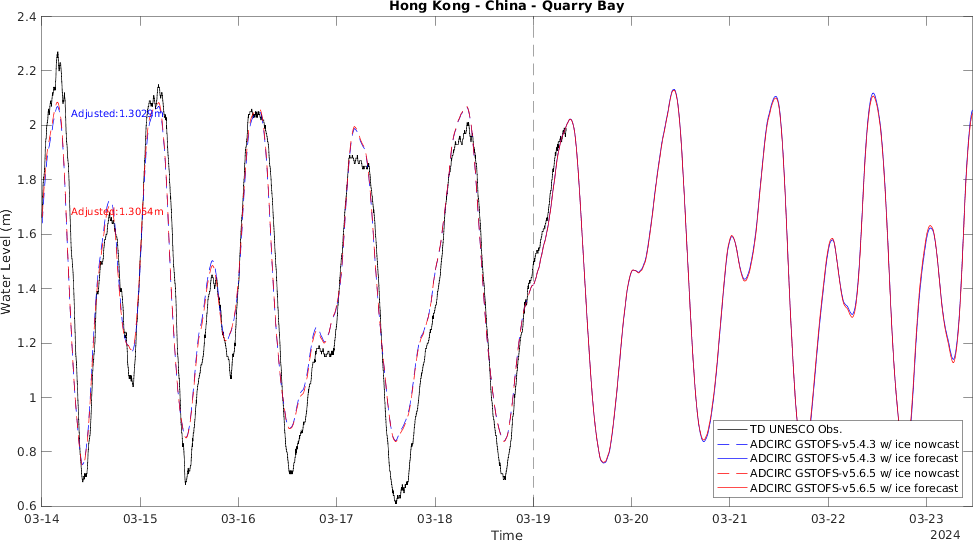 Hong Kong - China - Quarry Bay
2.4
2.2
2
1.8
1.6
1.4
1.2
1
0.8
0.6
Water Level (m)
Adjusted:1.3029m
Adjusted:1.3064m
TD UNESCO Obs.
ADCIRC GSTOFS-v5.4.3 w/ ice nowcast
ADCIRC GSTOFS-v5.4.3 w/ ice forecast
ADCIRC GSTOFS-v5.6.5 w/ ice nowcast
ADCIRC GSTOFS-v5.6.5 w/ ice forecast
03-14 03-15 03-16 03-17 03-18 03-19 03-20 03-21 03-22 03-23
Time
2024